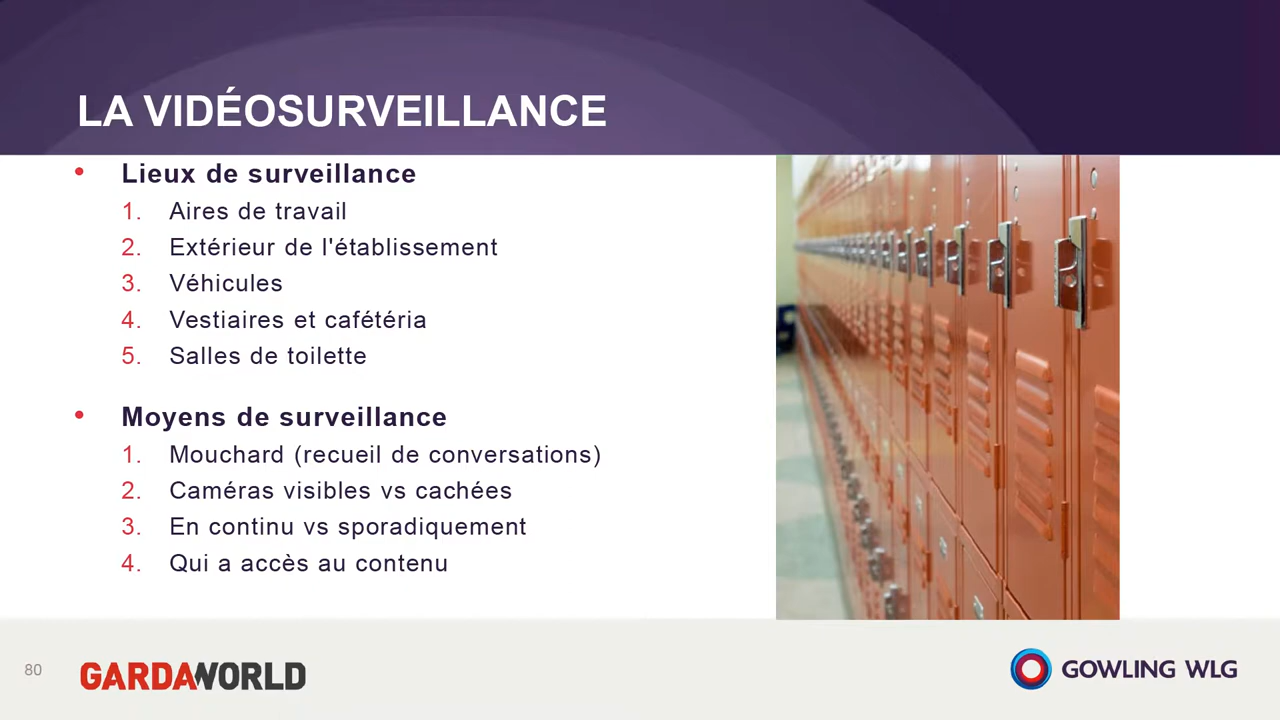 LA VIDÉOSURVEILLANCE
• Lieux de surveillance
1. Aires de travail
2. Extérieur de l'établissement
3. Véhicules
4. Vestiaires et cafétéria
5. Salles de toilette
• Moyens de surveillance
1. Mouchard (recueil de conversations)
2. Caméras visibles vs cachées
3. En continu vs sporadiquement
4. Qui a accès au contenu
80
GARDAWORLD
GOWLING WLG